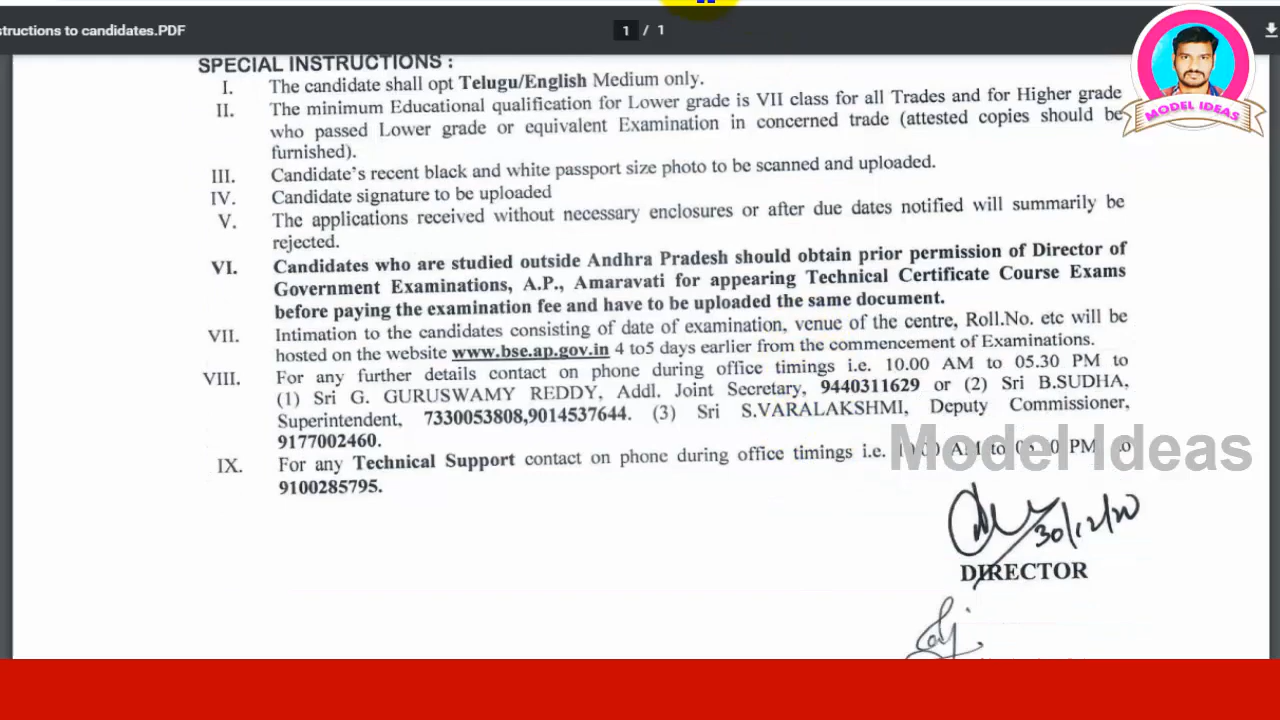 structions to candidates.PDF
1 / 1
SPECIAL INSTRUCTIONS :
I. The candidate shall opt Telugu/English Medium only.
II. The minimum Educational qualification for Lower grade is VII class for all Trades and for Higher grade
who passed Lower grade or equivalent Examination in concerned trade (attested copies should be
furnished).
III. Candidate's recent black and white passport size photo to be scanned and uploaded.
IV. Candidate signature to be uploaded
V. The applications received without necessary enclosures or after due dates notified will summarily be
rejected.
VI. Candidates who are studied outside Andhra Pradesh should obtain prior permission of Director of
Government Examinations, A.P., Amaravati for appearing Technical Certificate Course Exams
before paying the examination fee and have to be uploaded the same document.
VII. Intimation to the candidates consisting of date of examination, venue of the centre, Roll.No. etc will be
hosted on the website www.bse.ap.gov.in 4 to5 days earlier from the commencement of Examinations.
VIII. For any further details contact on phone during office timings i.e. 10.00 AM to 05.30 PM to
(1) Sri G. GURUSWAMY REDDY, Addl. Joint Secretary, 9440311629 or (2) Sri B.SUDHA,
Superintendent, 7330053808,9014537644. (3) Sri S.VARALAKSHMI, Deputy Commissioner,
9177002460.
IX. For any Technical Support contact on phone during office timings i.e. 10.00 AM to 05.30 PM to
9100285795.
30/12/20
DIRECTOR
MODEL IDEAS
Model Ideas